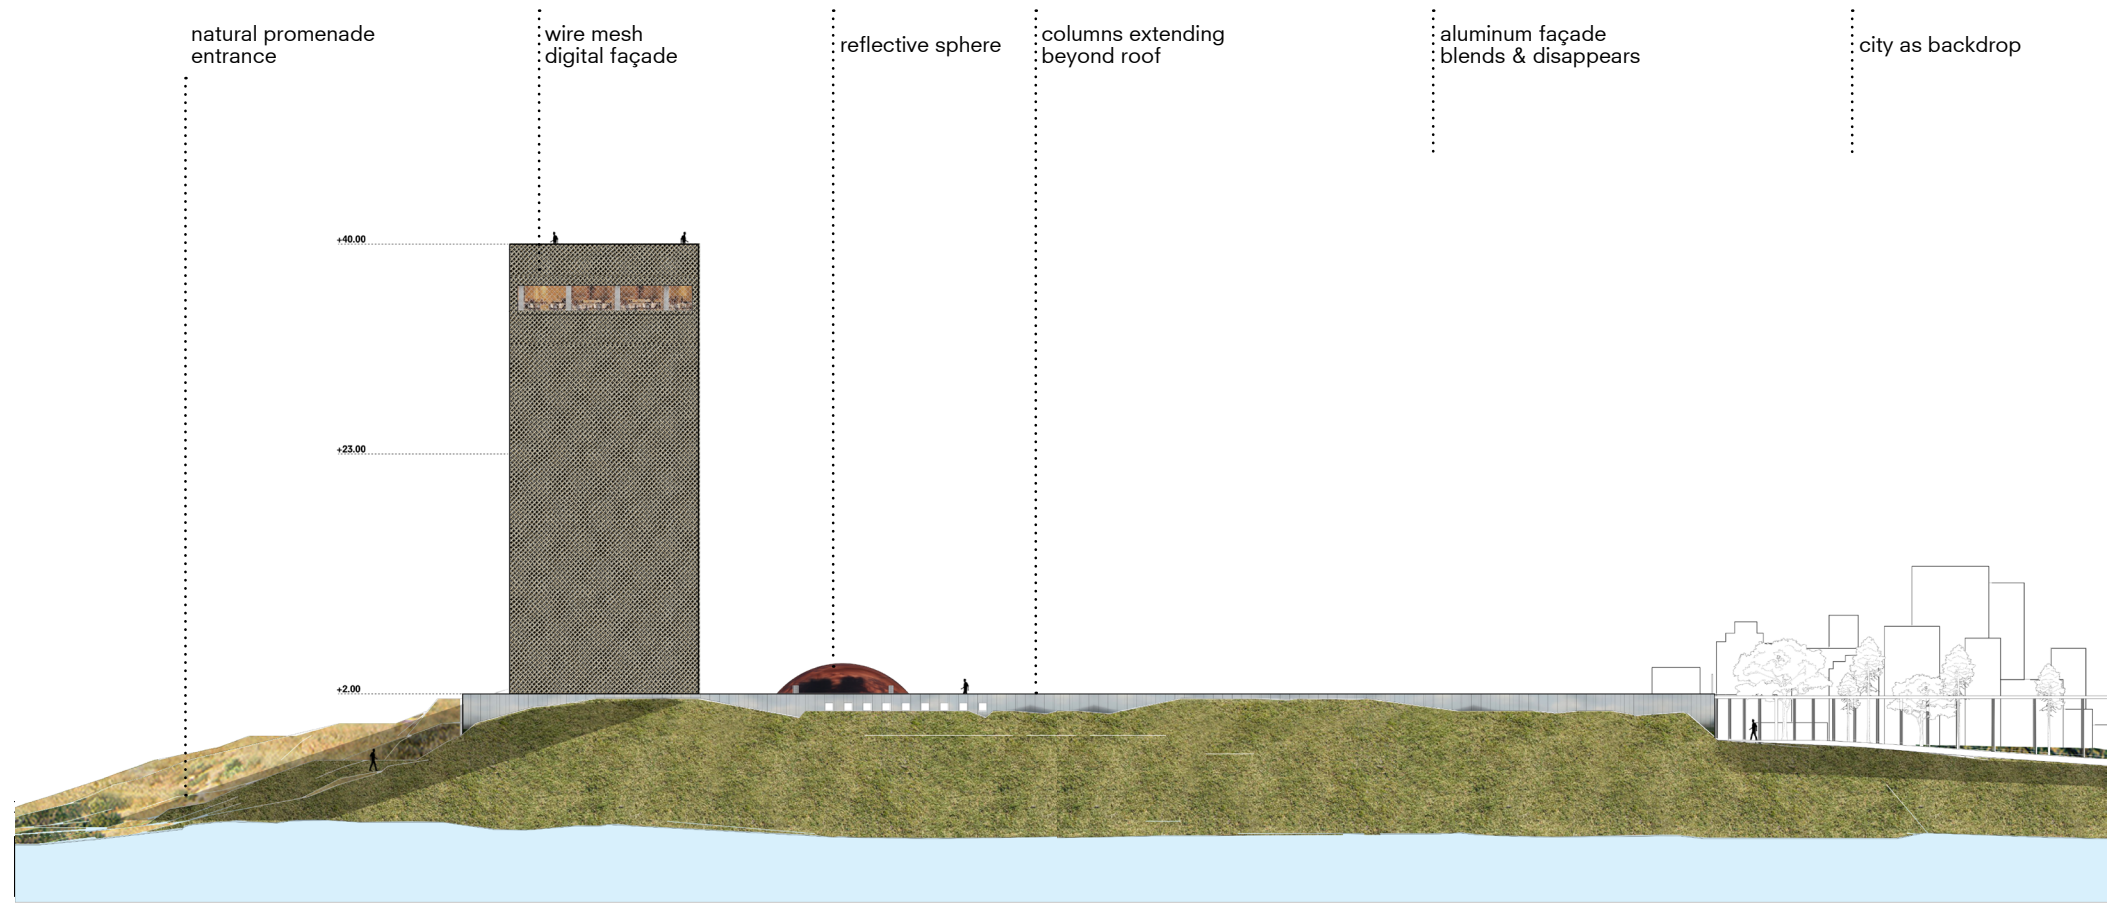 natural promenade
entrance
wire mesh
digital façade
reflective sphere
columns extending
beyond roof
aluminum façade
blends & disappears
city as backdrop
+40.00
+23.00
+2.00